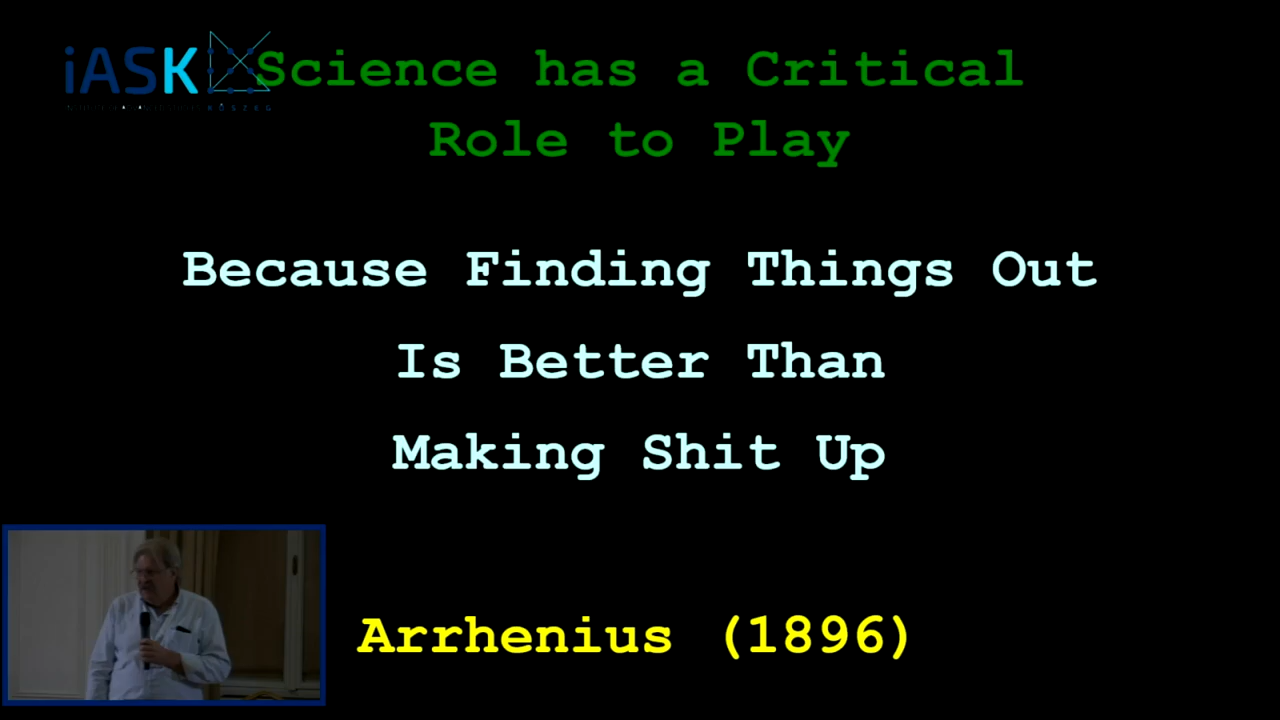 iASK
KŐSZEG
Science has a Critical
Role to Play
Because Finding Things Out
Is Better Than
Making Shit Up
Arrhenius (1896)